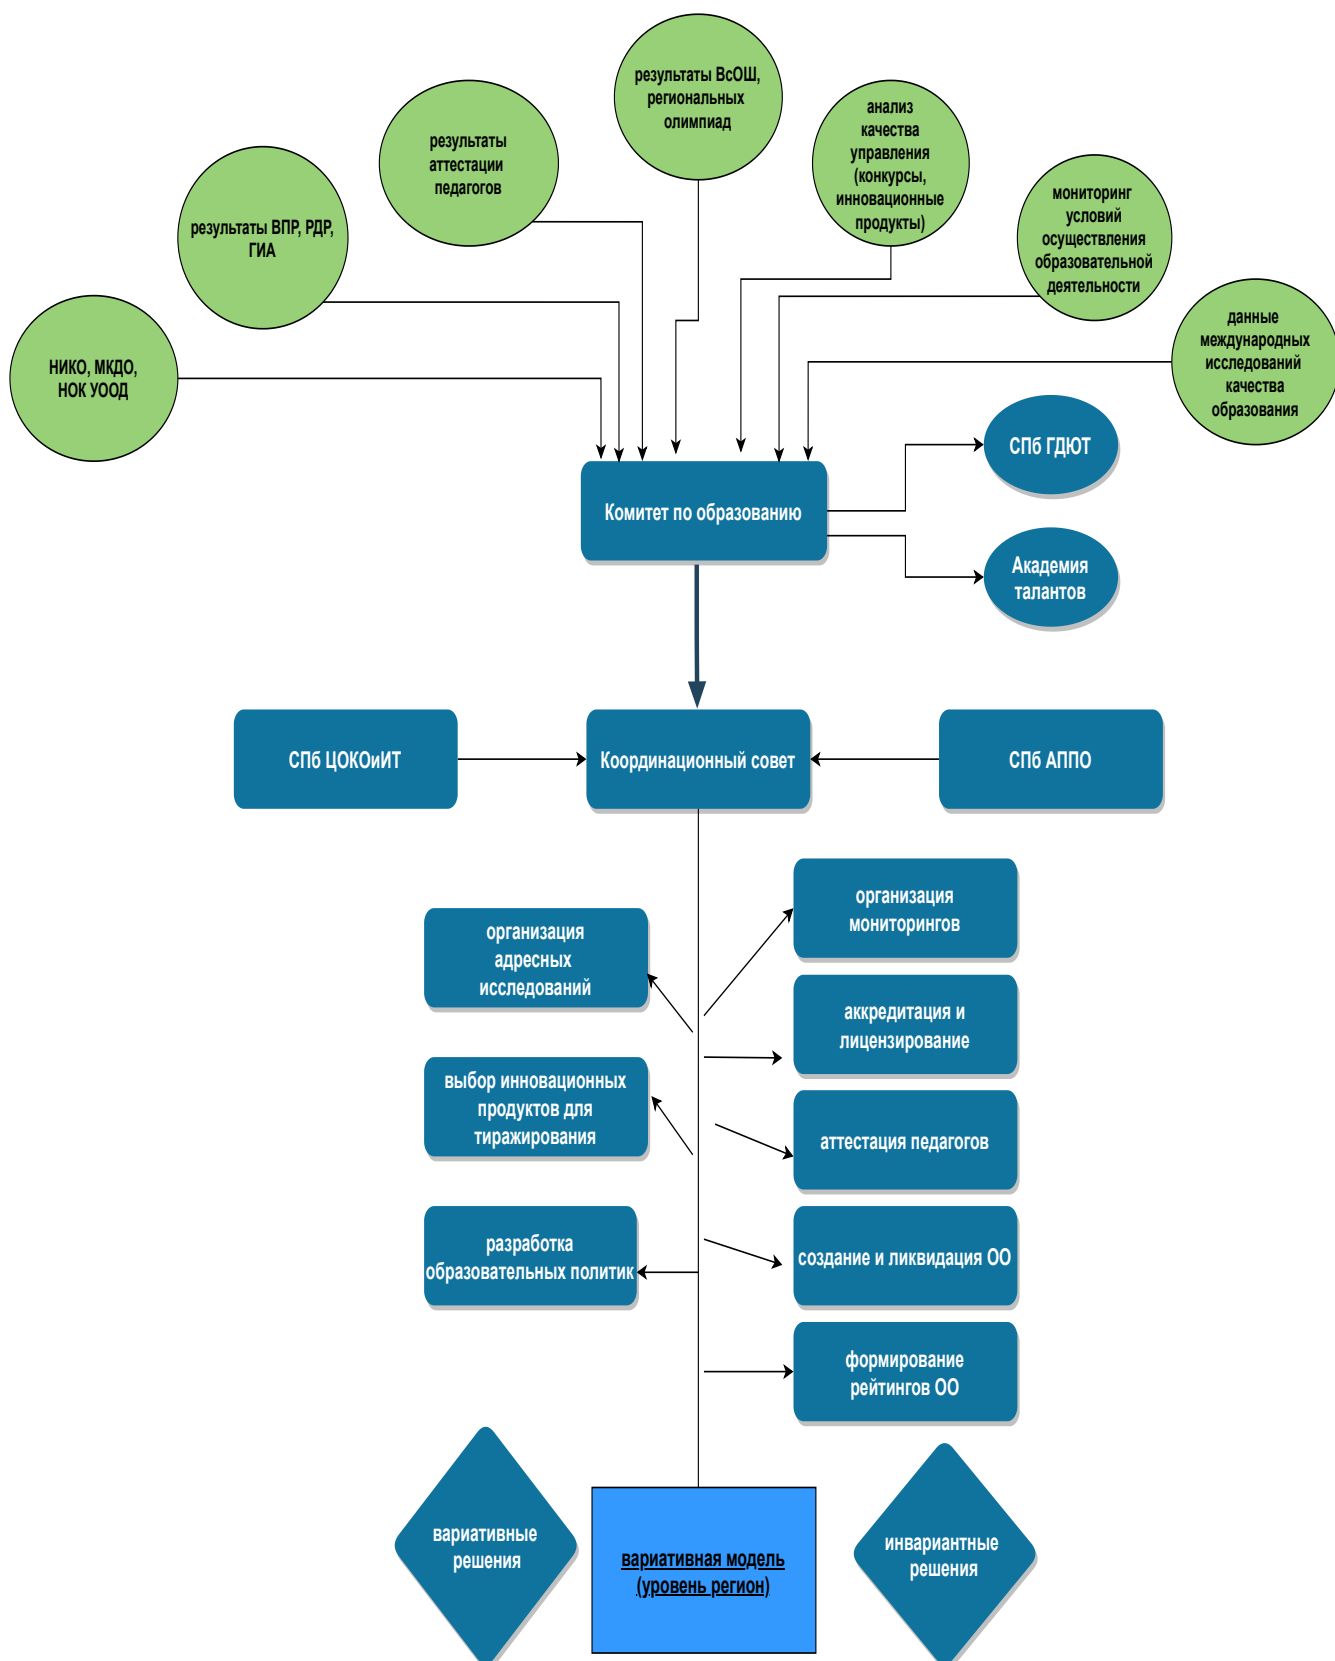 результаты ВсОШ,
региональных
олимпиад
анализ
качества
управления
(конкурсы,
инновационные
продукты)
результаты
аттестации
педагогов
мониторинг
условий
осуществления
образовательной
деятельности
результаты ВПР, РДР,
ГИА
данные
международных
исследований
качества
образования
НИКО, МКДО,
НОК УООД
СПб ГДЮТ
Комитет по образованию
Академия
талантов
СПб ЦОКОиИТ
Координационный совет
СПб АППО
организация
мониторингов
организация
адресных
исследований
аккредитация и
лицензирование
выбор инновационных
продуктов для
тиражирования
аттестация педагогов
разработка
образовательных политик
создание и ликвидация ОО
формирование
рейтингов ОО
вариативные
решения
вариативная модель
(уровень регион)
инвариантные
решения